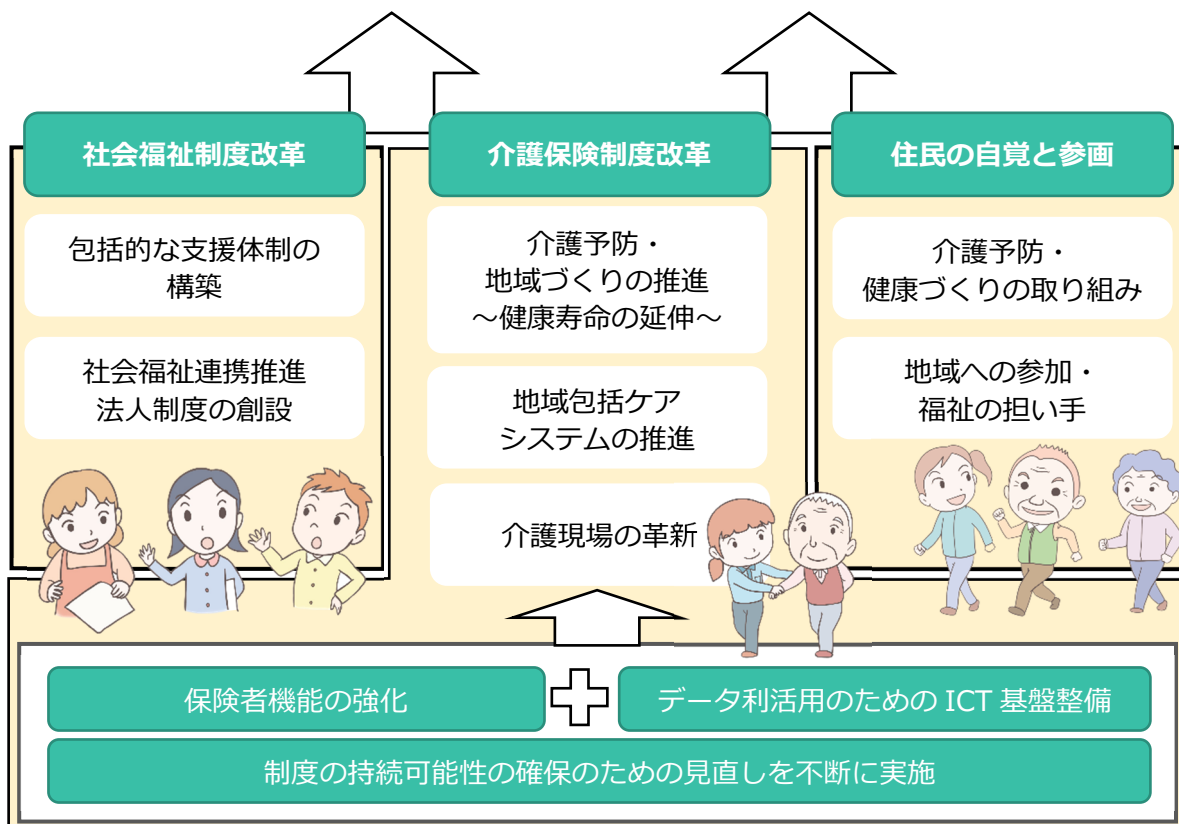 社会福祉制度改革
包括的な支援体制の
構築
社会福祉連携推進
法人制度の創設
介護保険制度改革
介護予防・
地域づくりの推進
～健康寿命の延伸～
地域包括ケア
システムの推進
介護現場の革新
住民の自覚と参画
介護予防・
健康づくりの取り組み
地域への参加・
福祉の担い手
保険者機能の強化
データ利活用のための ICT 基盤整備
制度の持続可能性の確保のための見直しを不断に実施